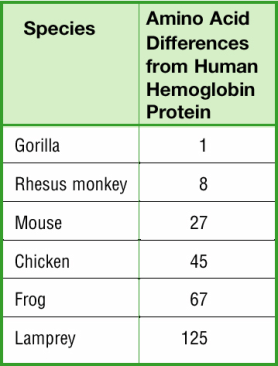 Species
Amino Acid
Differences
from Human
Hemoglobin
Protein
Gorilla 1
Rhesus monkey 8
Mouse 27
Chicken 45
Frog 67
Lamprey 125